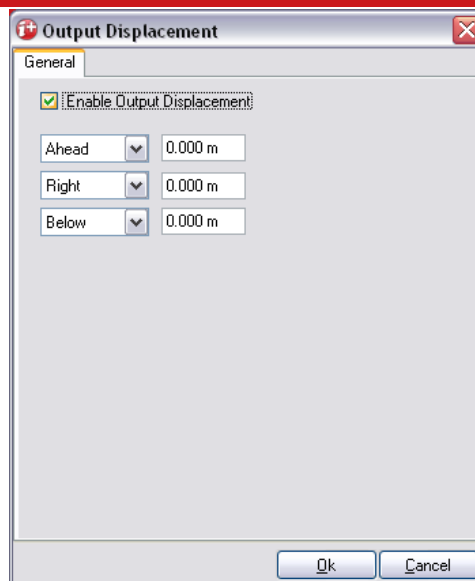 Output Displacement
General
Enable Output Displacement
Ahead 0.000 m
Right 0.000 m
Below 0.000 m
Ok Cancel